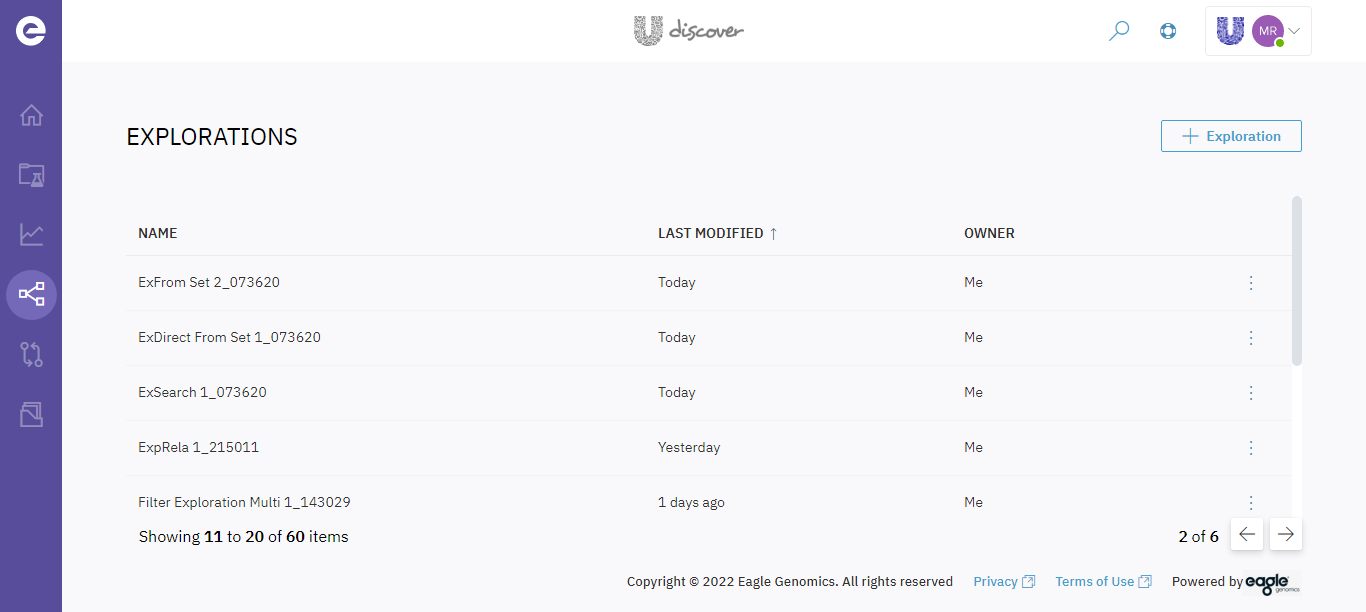 discover
MR
EXPLORATIONS
Exploration
NAME LAST MODIFIED ↑ OWNER
ExFrom Set 2_073620 Today Me
ExDirect From Set 1_073620 Today Me
ExSearch 1_073620 Today Me
ExpRela 1_215011 Yesterday Me
Filter Exploration Multi 1_143029 1 days ago Me
Showing 11 to 20 of 60 items 2 of 6
Copyright © 2022 Eagle Genomics. All rights reserved Privacy Terms of Use Powered by eagle genomics